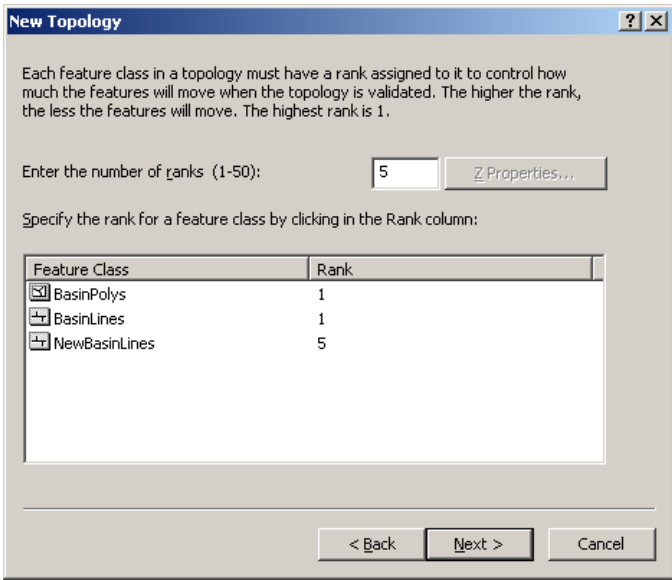 New Topology
Each feature class in a topology must have a rank assigned to it to control how
much the features will move when the topology is validated. The higher the rank,
the less the features will move. The highest rank is 1.
Enter the number of ranks (1-50): 5 Z Properties...
Specify the rank for a feature class by clicking in the Rank column:
Feature Class Rank
BasinPolys 1
BasinLines 1
NewBasinLines 5
< Back Next > Cancel